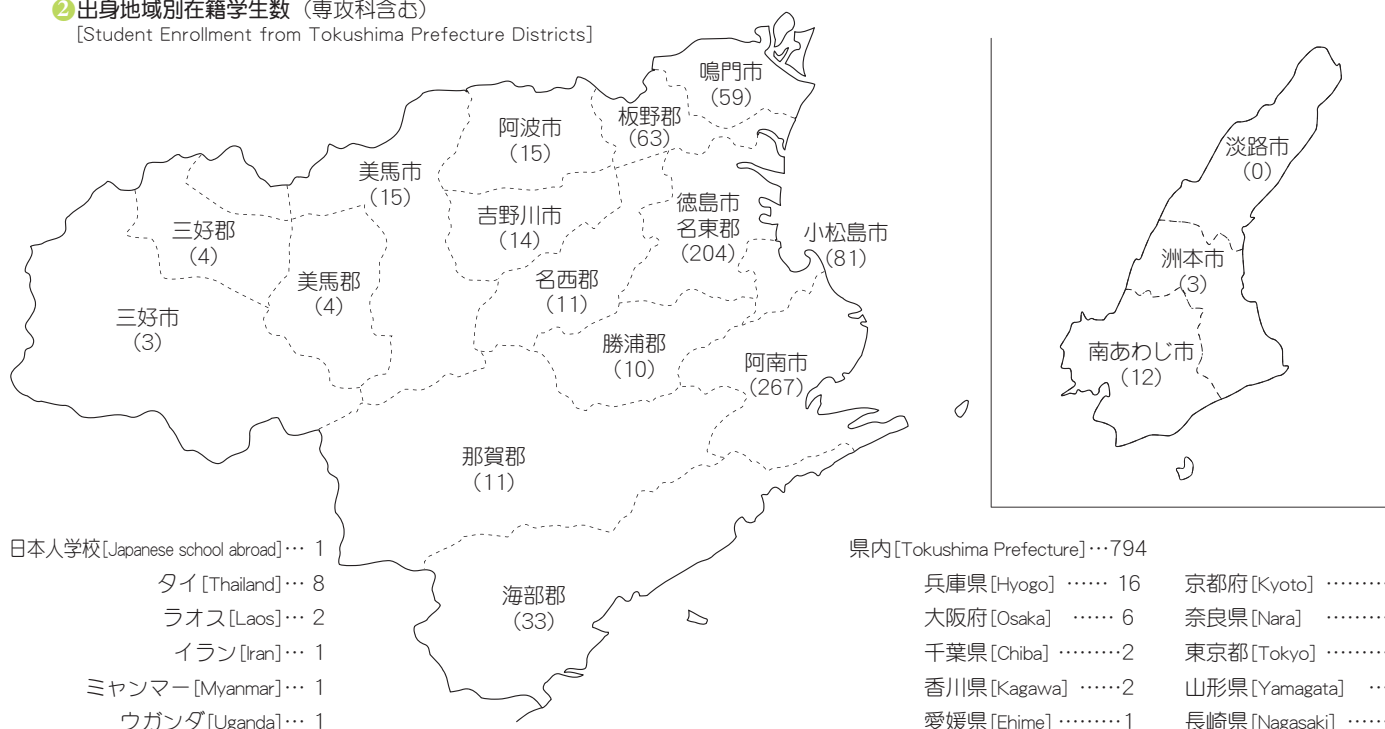 ❷出身地域別在籍学生数（専攻科含む）
[Student Enrollment from Tokushima Prefecture Districts]
鳴門市
（59）
板野郡
（63）
阿波市
（15）
美馬市
（15）
徳島市
名東郡
（204）
吉野川市
（14）
小松島市
（81）
三好郡
（4）
美馬郡
（4）
名西郡
（11）
三好市
（3）
勝浦郡
（10）
阿南市
（267）
那賀郡
（11）
海部郡
（33）
淡路市
（0）
洲本市
（3）
南あわじ市
（12）
日本人学校[Japanese school abroad]… 1
タイ[Thailand]… 8
ラオス[Laos]… 2
イラン[Iran]… 1
ミャンマー[Myanmar]… 1
ウガンダ[Uganda]… 1
県内[Tokushima Prefecture]…794
兵庫県[Hyogo] …… 16
大阪府[Osaka] …… 6
千葉県[Chiba] ………2
香川県[Kagawa] ……2
愛媛県[Ehime] ………1
京都府[Kyoto] ………
奈良県[Nara] ………
東京都[Tokyo] ………
山形県[Yamagata] …
長崎県[Nagasaki] ……